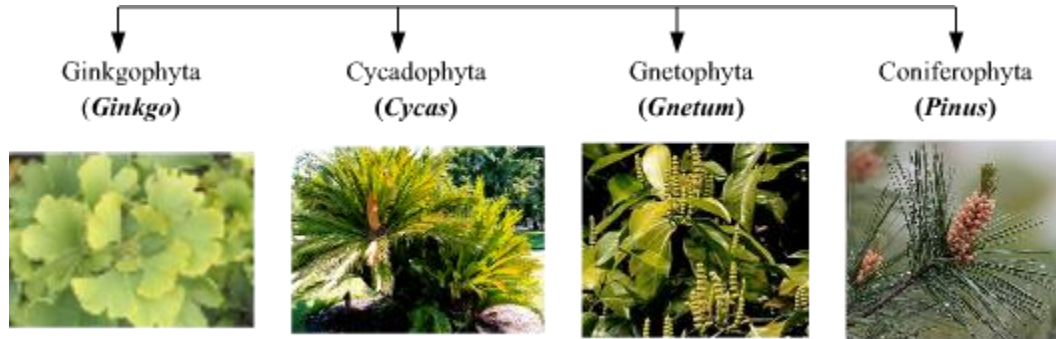 Ginkgophyta Cycadophyta Gnetophyta Coniferophyta
(Ginkgo) (Cycas) (Gnetum) (Pinus)